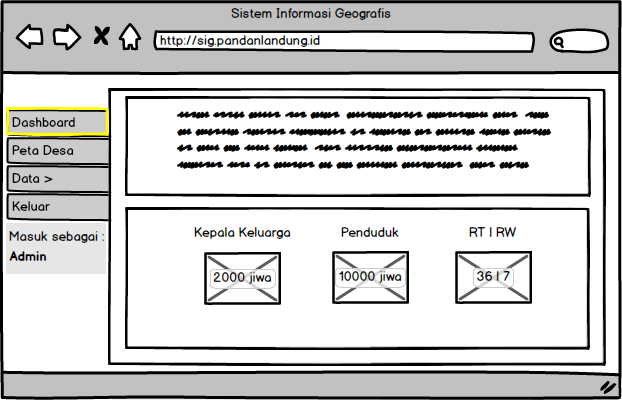 Sistem Informasi Geografis
http://sig.pandanlandung.id
Dashboard
Peta Desa
Data >
Keluar
Masuk sebagai :
Admin
Kepala Keluarga
Penduduk
RT | RW
2000 jiwa
10000 jiwa
36 | 7